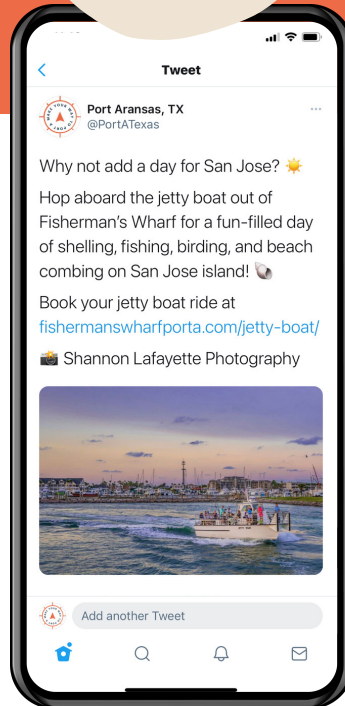 Tweet
Port Aransas, TX
@PortATexas
Why not add a day for San Jose? ☀️
Hop aboard the jetty boat out of
Fisherman's Wharf for a fun-filled day
of shelling, fishing, birding, and beach
combing on San Jose island! 🐚
Book your jetty boat ride at
fishermanswharfporta.com/jetty-boat/
📸 Shannon Lafayette Photography
Add another Tweet